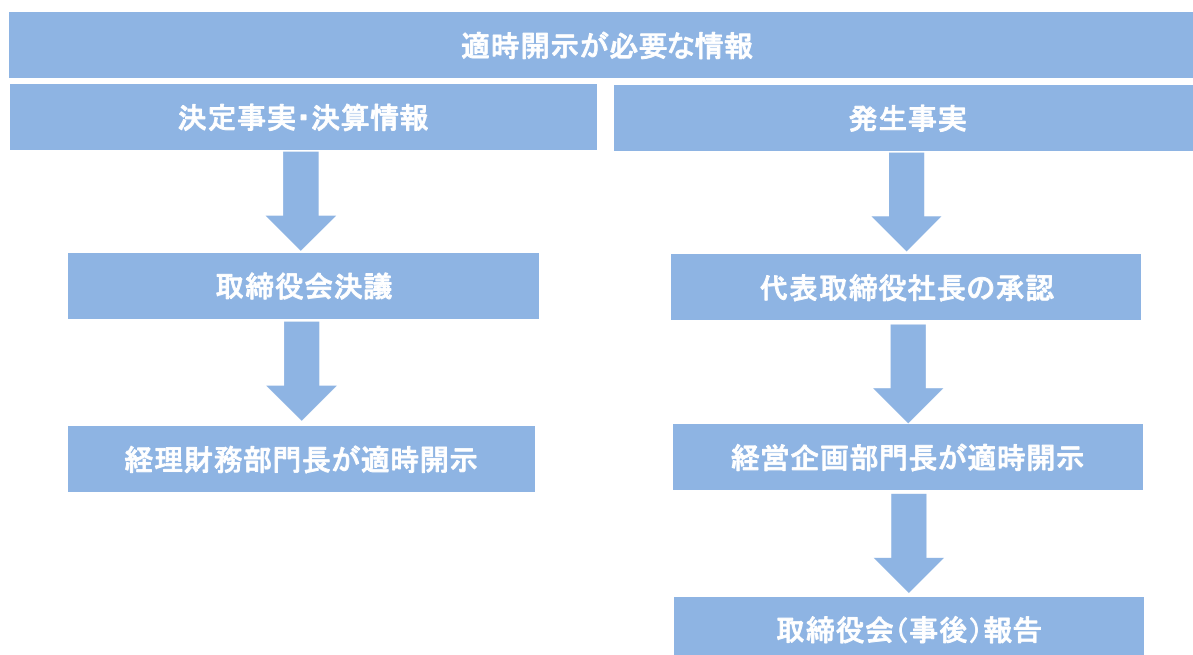 適時開示が必要な情報
決定事実・決算情報
取締役会決議
経理財務部門長が適時開示
発生事実
代表取締役社長の承認
経営企画部門長が適時開示
取締役会（事後）報告